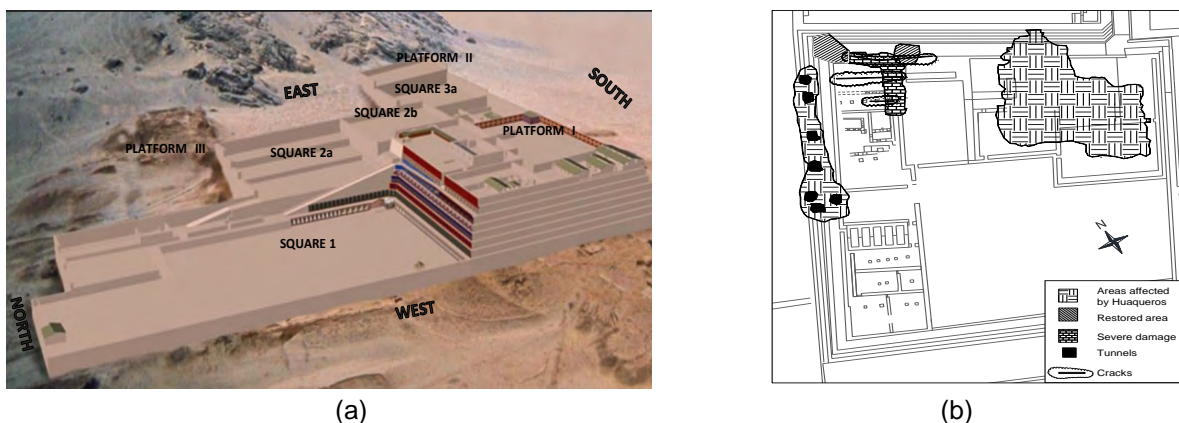 PLATFORM II
SOUTH
EAST
SQUARE 3a
SQUARE 2b
PLATFORM I
PLATFORM III
SQUARE 2a
SQUARE 1
NORTH
WEST
(a)
N
Areas affected
by Huaqueros
Restored area
Severe damage
Tunnels
Cracks
(b)